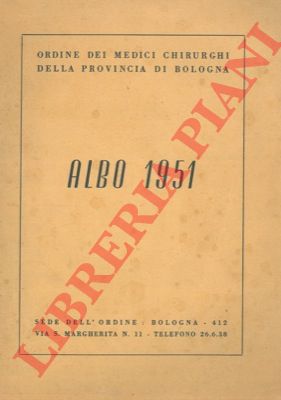 ORDINE DEI MEDICI CHIRURGHI
DELLA PROVINCIA DI BOLOGNA
ALBO 1951
LIBRERIA PIANI
SEDE DELL'ORDINE: BOLOGNA - 412
VIA S. MARGHERITA N. 11 - TELEFONO 26.6.38